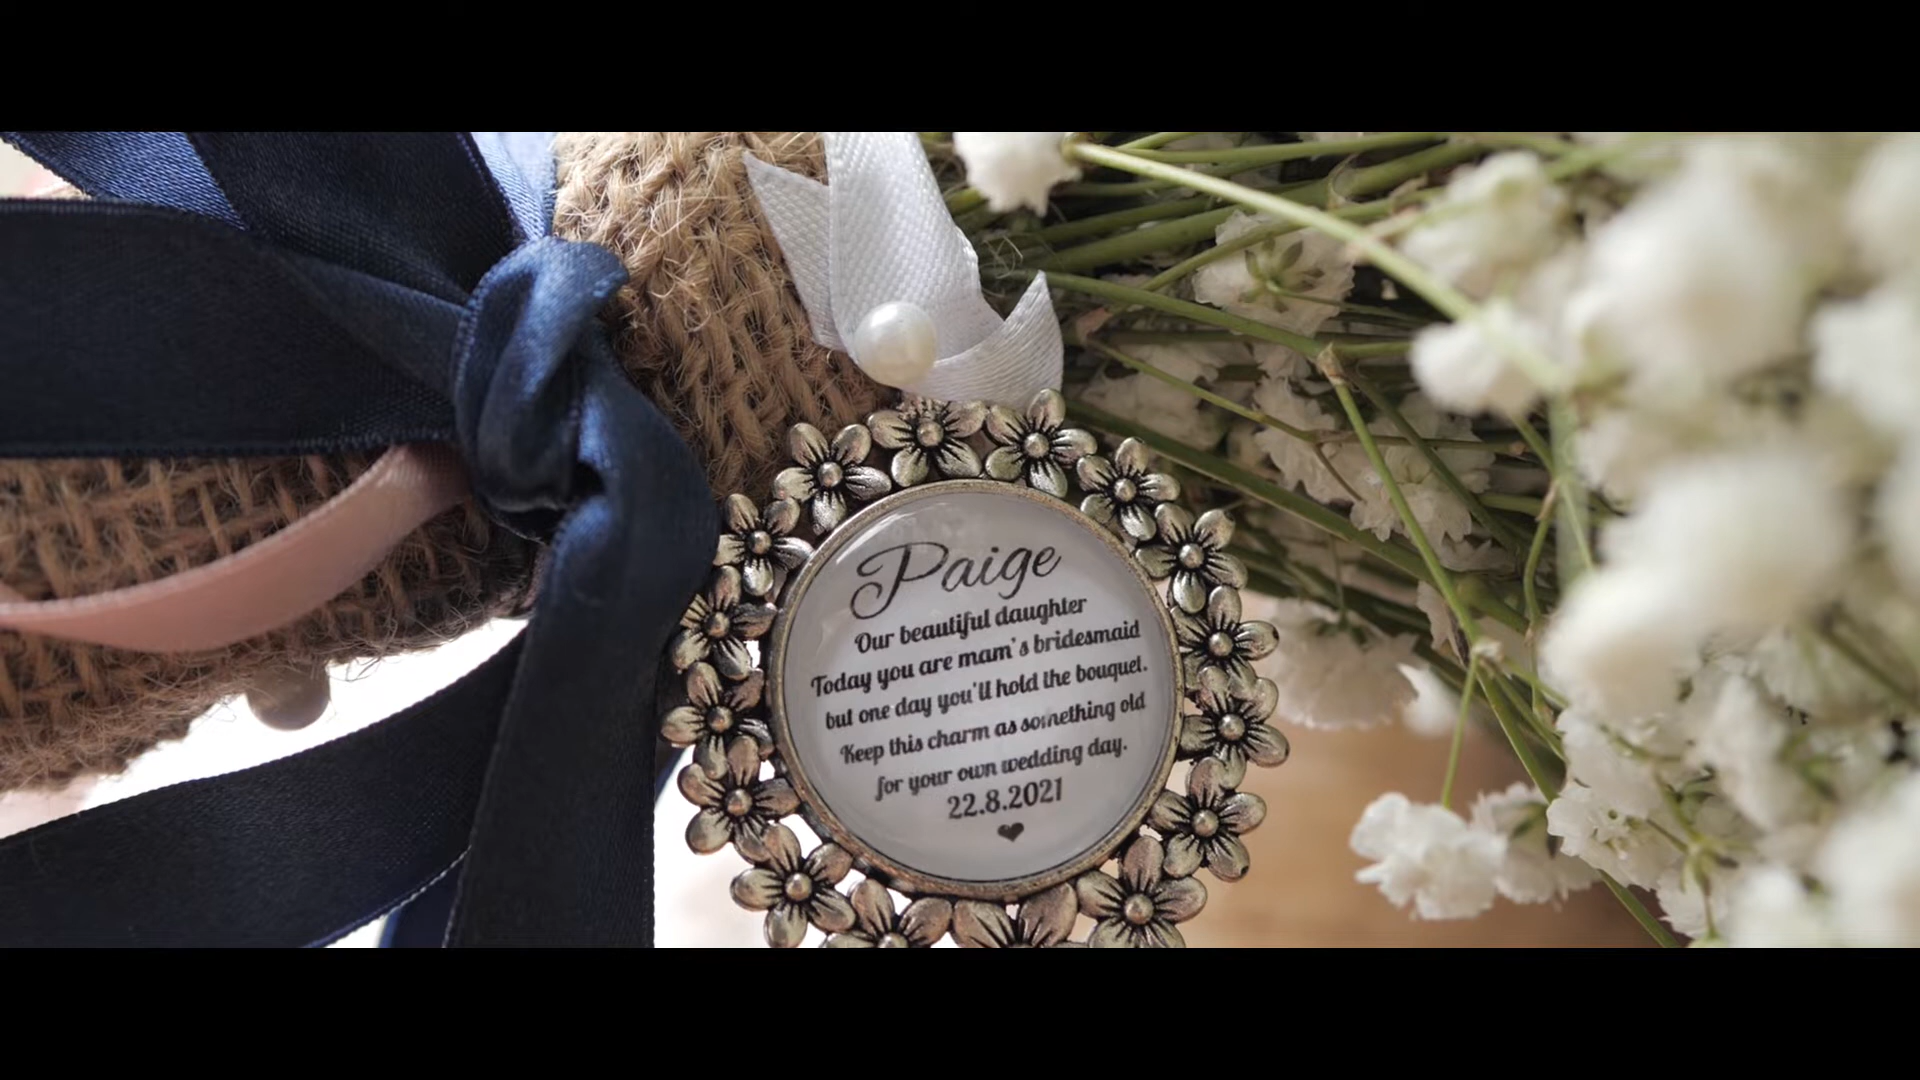 Paige
Our beautiful daughter
Today you are mam's bridesmaid
but one day you'll hold the bouquet.
Keep this charm as something old
for your own wedding day.
22.8.2021